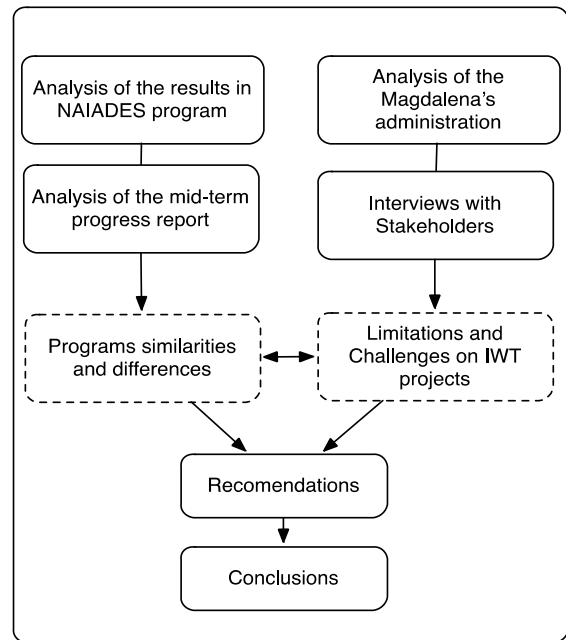 Analysis of the results in
NAIADES program
Analysis of the
Magdalena's
administration
Analysis of the mid-term
progress report
Interviews with
Stakeholders
Programs similarities
and differences
Limitations and
Challenges on IWT
projects
Recomendations
Conclusions